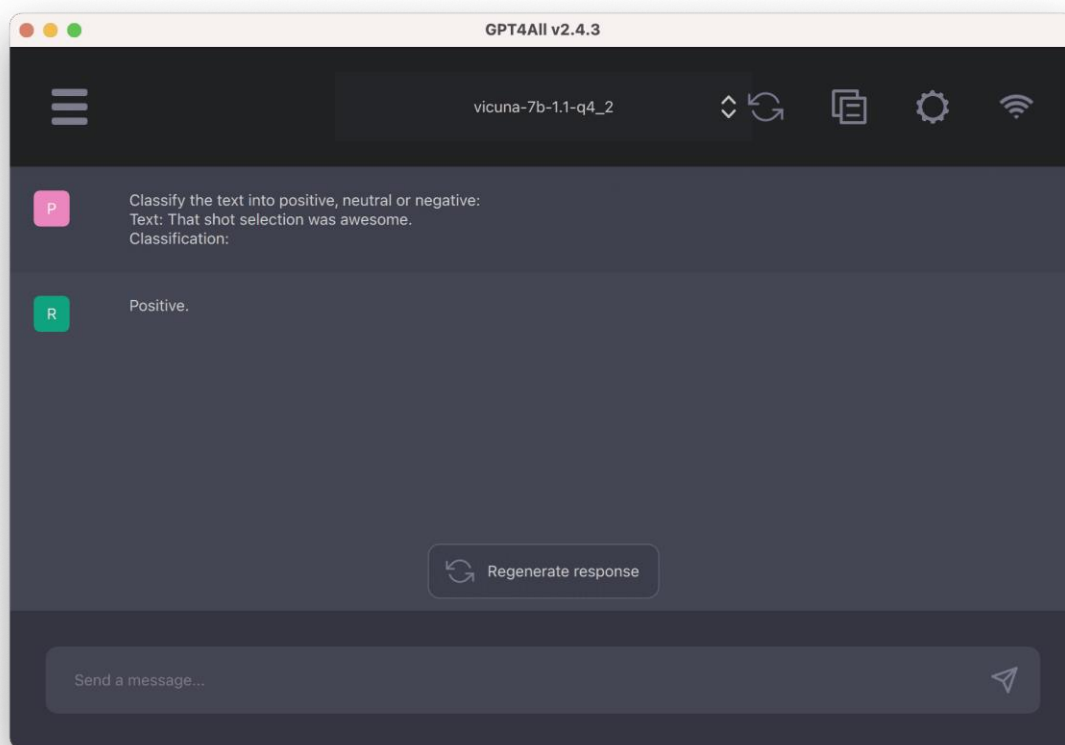 GPT4All v2.4.3
vicuna-7b-1.1-q4_2
P
Classify the text into positive, neutral or negative:
Text: That shot selection was awesome.
Classification:
R
Positive.
Regenerate response
Send a message...